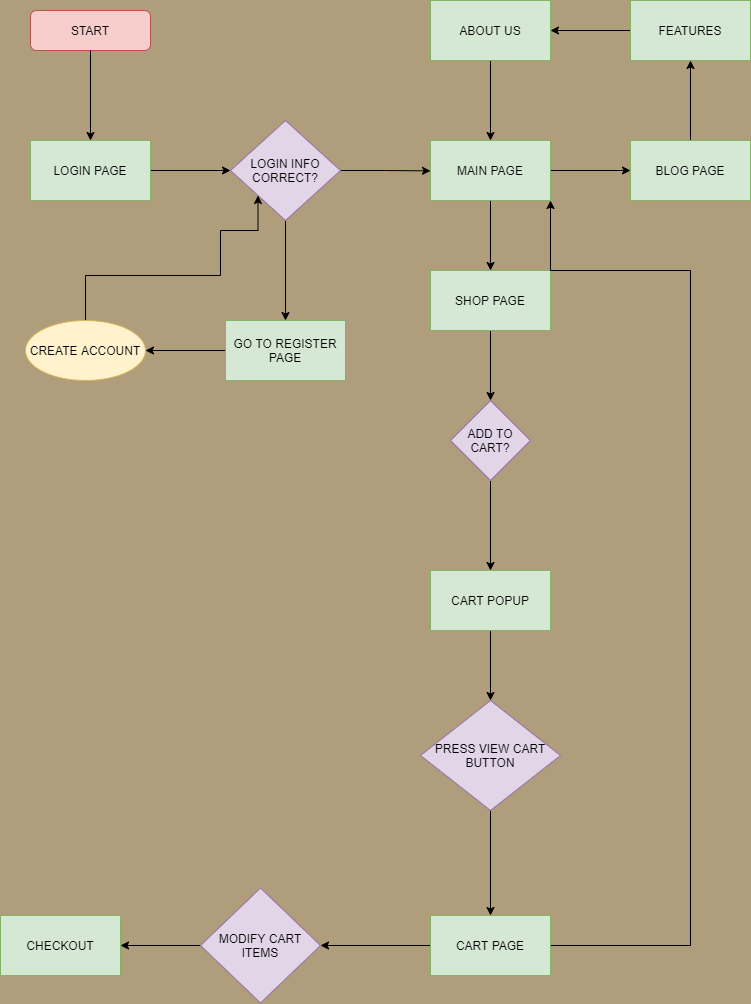 START
ABOUT US
FEATURES
LOGIN PAGE
LOGIN INFO
CORRECT?
MAIN PAGE
BLOG PAGE
CREATE ACCOUNT
GO TO REGISTER
PAGE
SHOP PAGE
ADD TO
CART?
CART POPUP
PRESS VIEW CART
BUTTON
CHECKOUT
MODIFY CART
ITEMS
CART PAGE